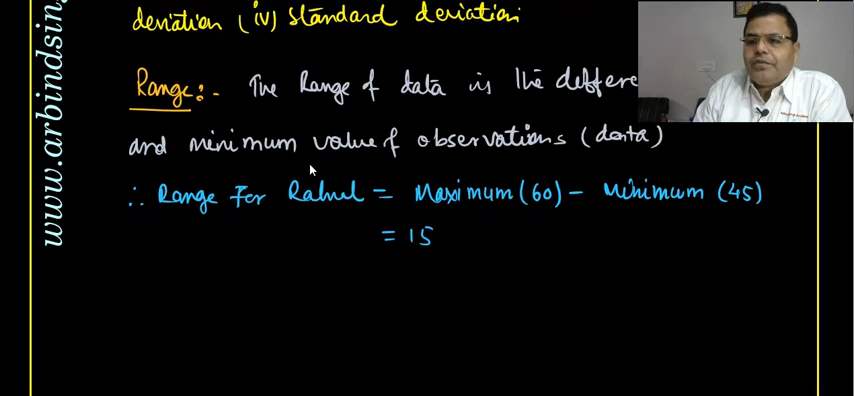 www.arbindsin
deviation (iv) standard deviation
Range:- The Range of data is the differe
and minimum value of observations (data)
∴ Range for Rahul = Maximum (60) - Minimum (45)
= 15